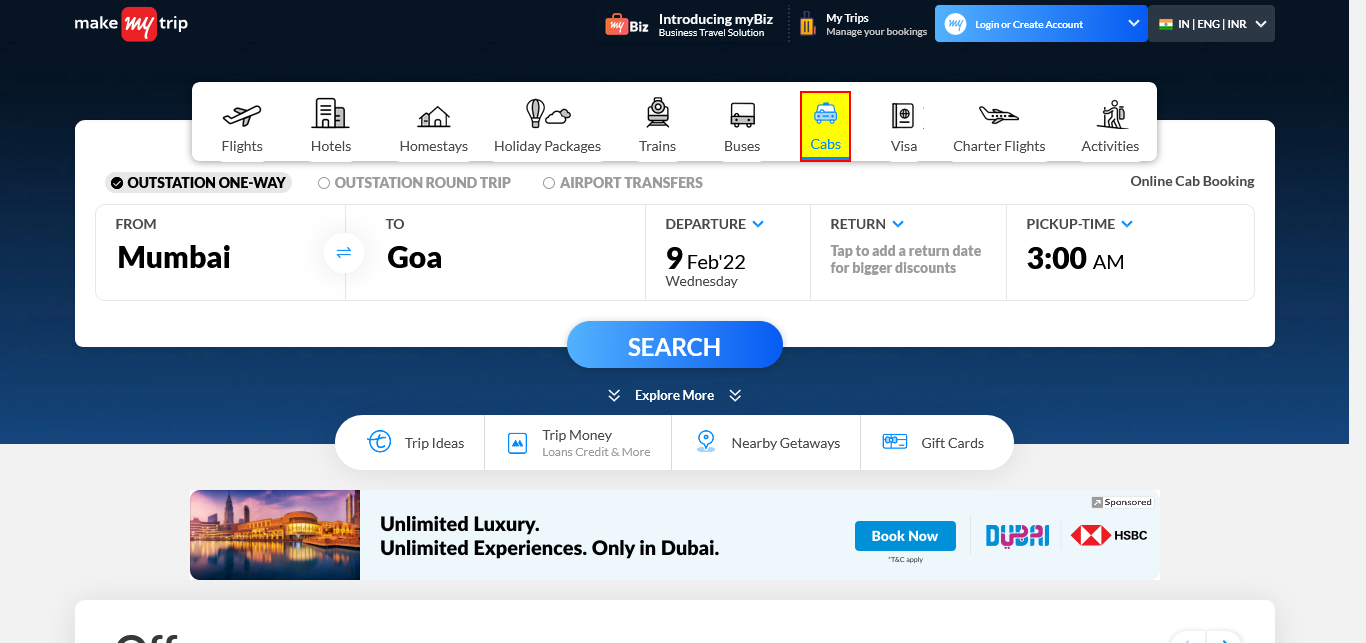 make my trip
my Biz
Introducing myBiz
Business Travel Solution
My Trips
Manage your bookings
my
Login or Create Account
IN | ENG | INR
Flights
Hotels
Homestays
Holiday Packages
Trains
Buses
Cabs
Visa
Charter Flights
Activities
OUTSTATION ONE-WAY
OUTSTATION ROUND TRIP
AIRPORT TRANSFERS
Online Cab Booking
FROM
Mumbai
TO
Goa
DEPARTURE
9 Feb'22
Wednesday
RETURN
Tap to add a return date
for bigger discounts
PICKUP-TIME
3:00 AM
SEARCH
Explore More
Trip Ideas
Trip Money
Loans Credit & More
Nearby Getaways
Gift Cards
Unlimited Luxury.
Unlimited Experiences. Only in Dubai.
Book Now
*T&C apply
Sponsored
DUBAI
HSBC